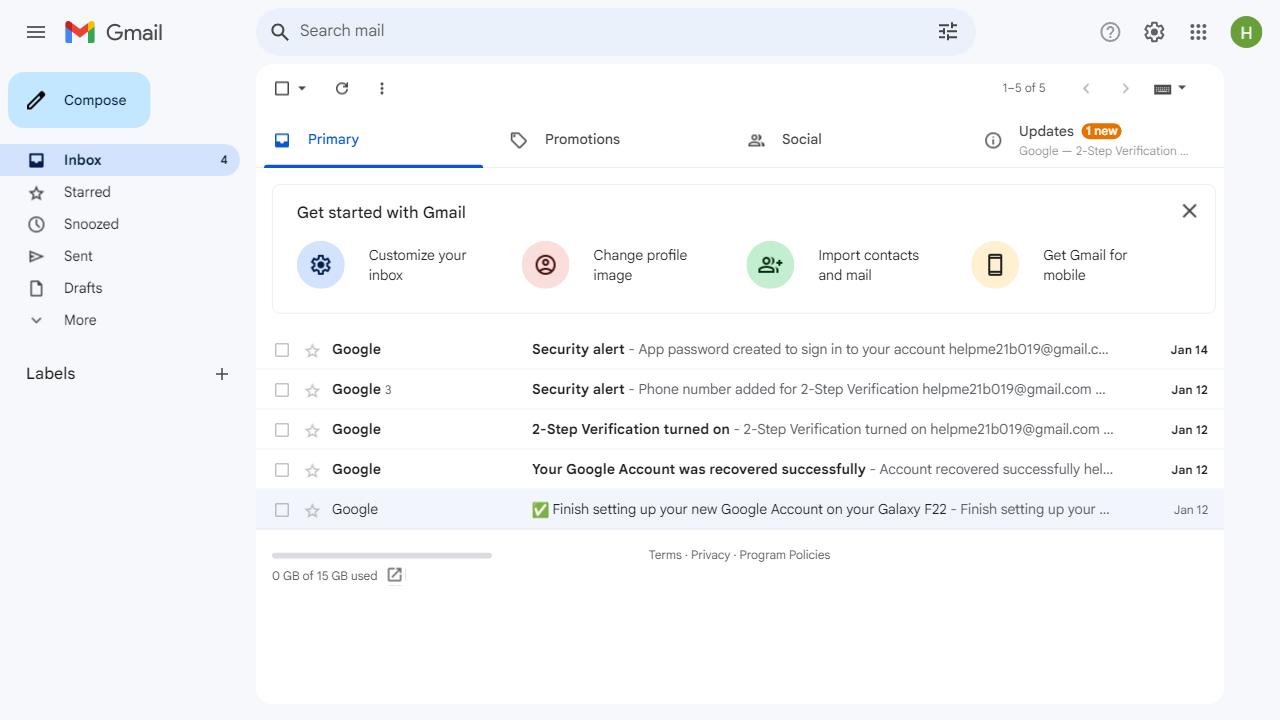 Gmail
Search mail
H
Compose
Inbox 4
Starred
Snoozed
Sent
Drafts
More
Labels
1–5 of 5
Primary
Promotions
Social
Updates 1 new
Google — 2-Step Verification ...
Get started with Gmail
Customize your
inbox
Change profile
image
Import contacts
and mail
Get Gmail for
mobile
Google Security alert - App password created to sign in to your account helpme21b019@gmail.c... Jan 14
Google 3 Security alert - Phone number added for 2-Step Verification helpme21b019@gmail.com ... Jan 12
Google 2-Step Verification turned on - 2-Step Verification turned on helpme21b019@gmail.com ... Jan 12
Google Your Google Account was recovered successfully - Account recovered successfully hel... Jan 12
Google ✅ Finish setting up your new Google Account on your Galaxy F22 - Finish setting up your ... Jan 12
Terms · Privacy · Program Policies
0 GB of 15 GB used